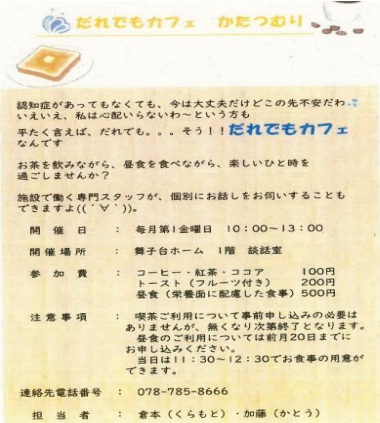 だれでもカフェ かたつむり
認知症があってもなくても、今は大丈夫だけどこの先不安だわ
いえいえ、私は心配いらないわ～という方も
平たく言えば、だれでも。。。そう！！だれでもカフェ
なんです
お茶を飲みながら、昼食を食べながら、楽しいひと時を
過ごしませんか？
施設で働く専門スタッフが、個別にお話しをお伺いすることも
できますよ((´∀｀))。
開催日 ： 毎月第1金曜日 10：00～13：00
開催場所 ： 舞子台ホーム 1階 談話室
参加費 ： コーヒー・紅茶・ココア 100円
トースト（フルーツ付き） 200円
昼食（栄養面に配慮した食事）500円
注意事項 ： 喫茶ご利用について事前申し込みの必要は
ありませんが、無くなり次第終了となります。
昼食のご利用については前月20日までに
お申し込みください。
当日は11：30～12：30でお食事の用意が
できます。
連絡先電話番号 ： 078-785-8666
担当者 ： 倉本（くらもと）・加藤（かとう）